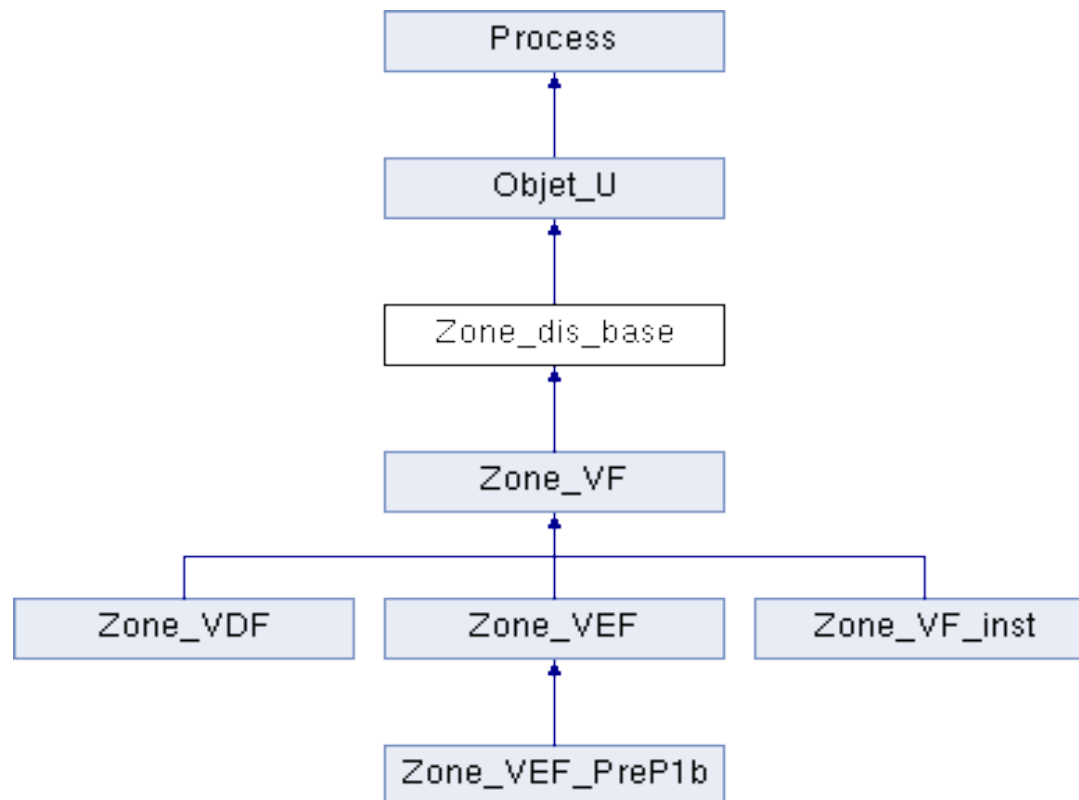 Process
Objet_U
Zone_dis_base
Zone_VF
Zone_VDF
Zone_VEF
Zone_VF_inst
Zone_VEF_PreP1b